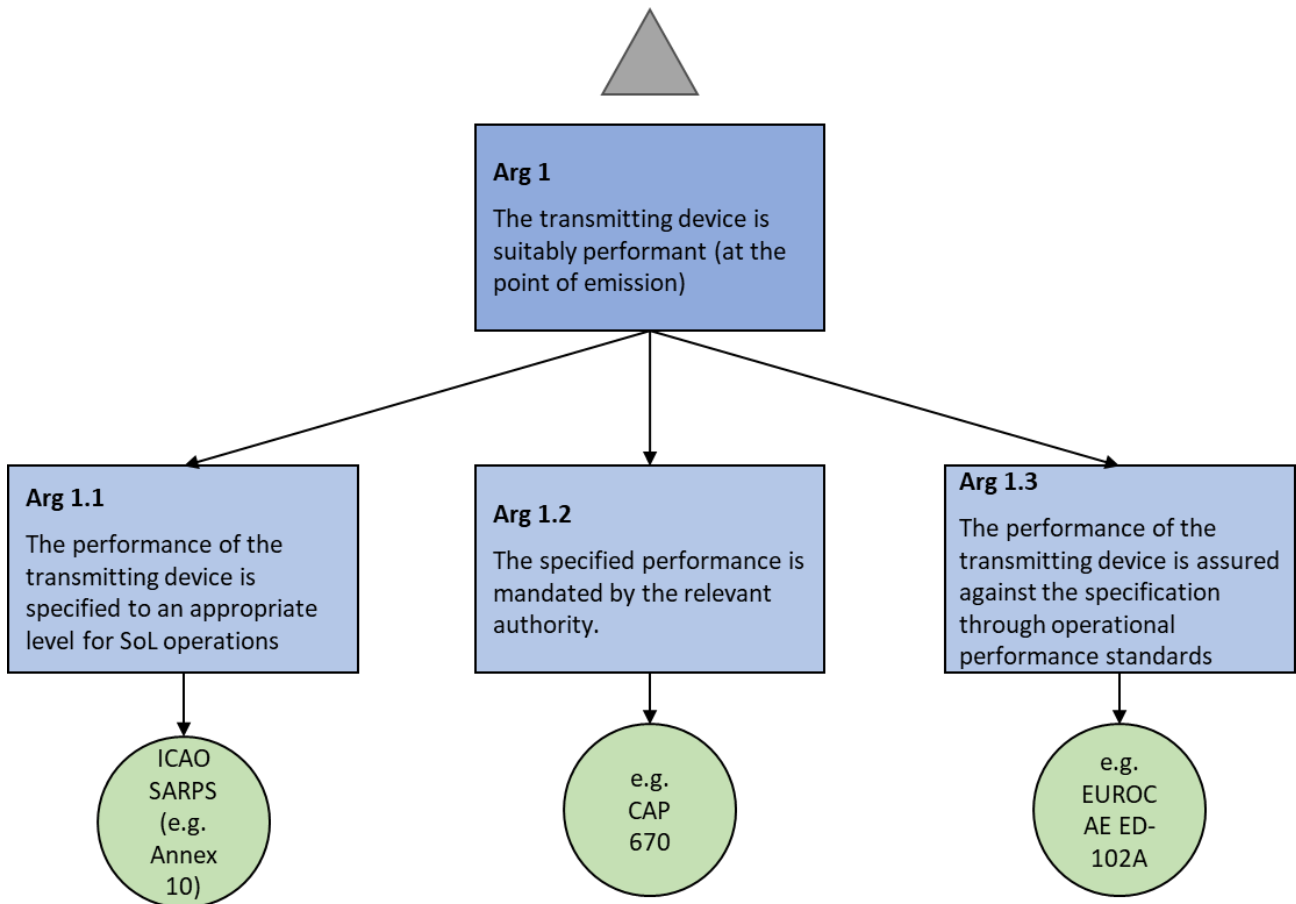 Arg 1
The transmitting device is
suitably performant (at the
point of emission)
Arg 1.1
The performance of the
transmitting device is
specified to an appropriate
level for SoL operations
Arg 1.2
The specified performance is
mandated by the relevant
authority.
Arg 1.3
The performance of the
transmitting device is assured
against the specification
through operational
performance standards
ICAO
SARPS
(e.g.
Annex
10)
e.g.
CAP
670
e.g.
EUROC
AE ED-
102A